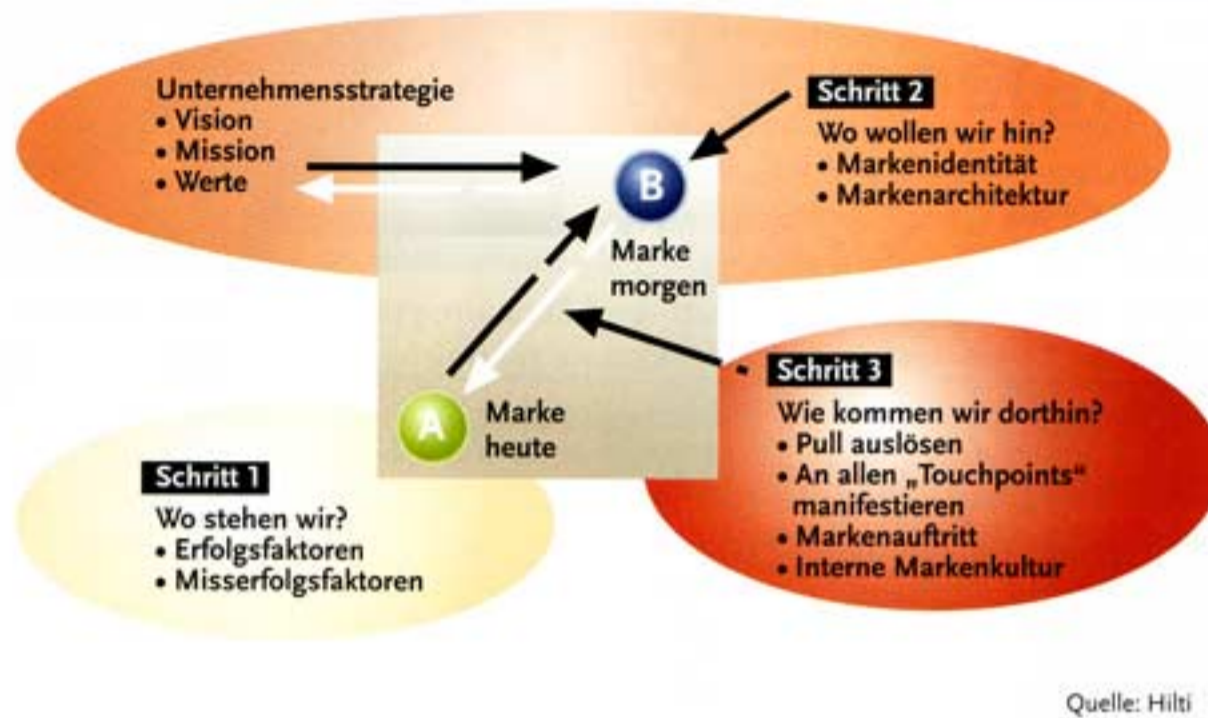 Unternehmensstrategie
• Vision
• Mission
• Werte
Schritt 2
Wo wollen wir hin?
• Markenidentität
• Markenarchitektur
B
Marke
morgen
A
Marke
heute
Schritt 1
Wo stehen wir?
• Erfolgsfaktoren
• Misserfolgsfaktoren
Schritt 3
Wie kommen wir dorthin?
• Pull auslösen
• An allen „Touchpoints“
manifestieren
• Markenauftritt
• Interne Markenkultur
Quelle: Hilti